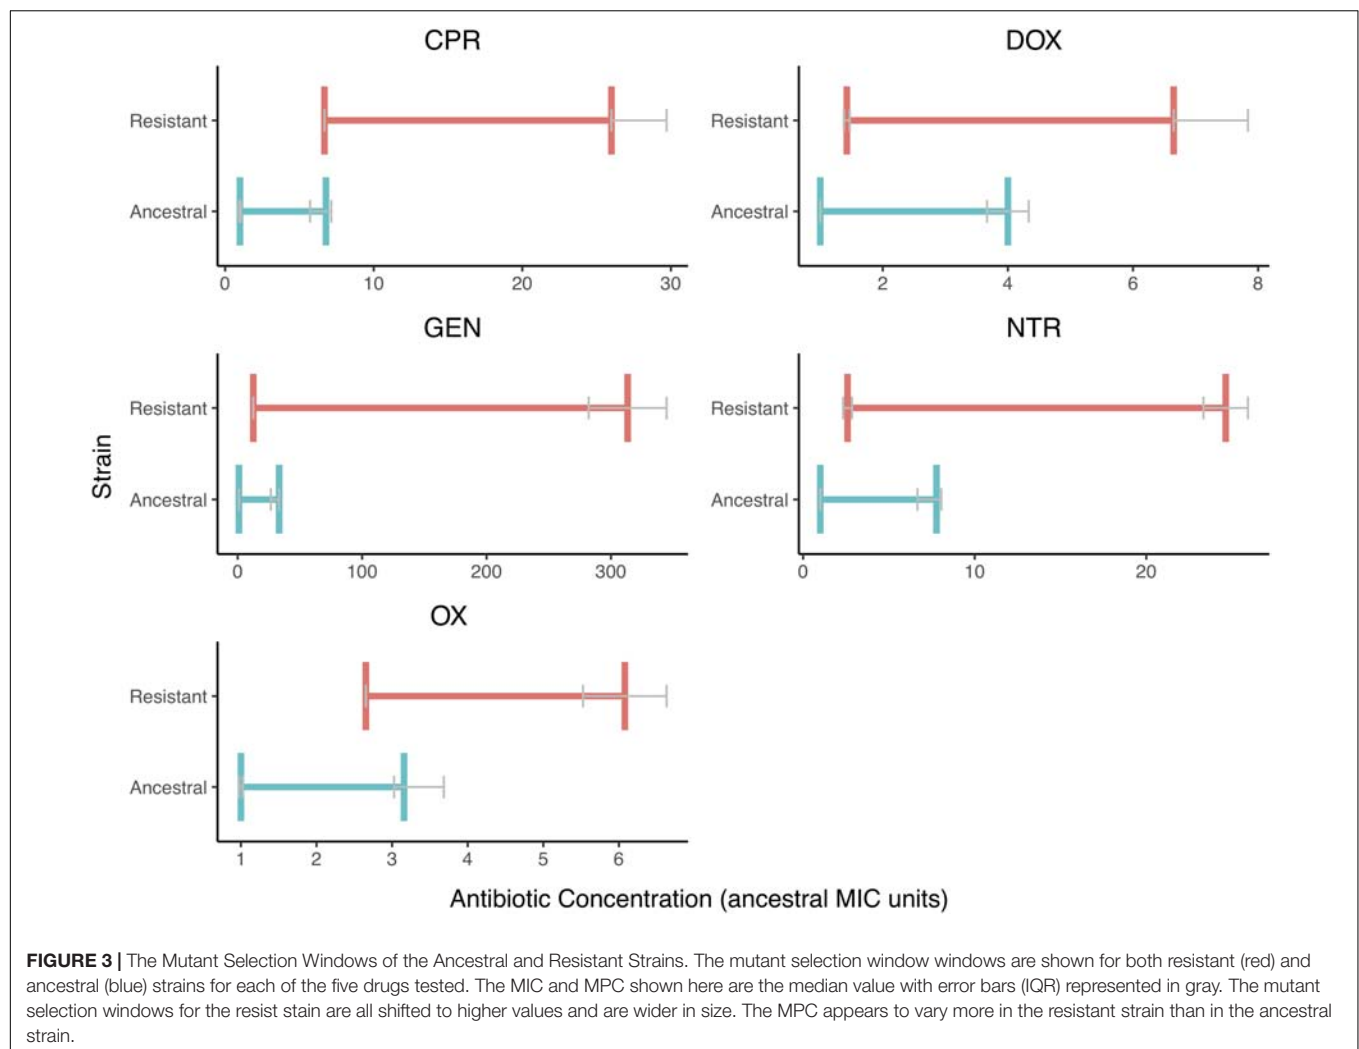 CPR
Resistant
Ancestral
0 10 20 30
DOX
Resistant
Ancestral
2 4 6 8
GEN
Resistant
Ancestral
0 100 200 300
NTR
Resistant
Ancestral
0 10 20
Strain
OX
Resistant
Ancestral
1 2 3 4 5 6
Antibiotic Concentration (ancestral MIC units)
FIGURE 3 | The Mutant Selection Windows of the Ancestral and Resistant Strains. The mutant selection window windows are shown for both resistant (red) and
ancestral (blue) strains for each of the five drugs tested. The MIC and MPC shown here are the median value with error bars (IQR) represented in gray. The mutant
selection windows for the resist stain are all shifted to higher values and are wider in size. The MPC appears to vary more in the resistant strain than in the ancestral
strain.